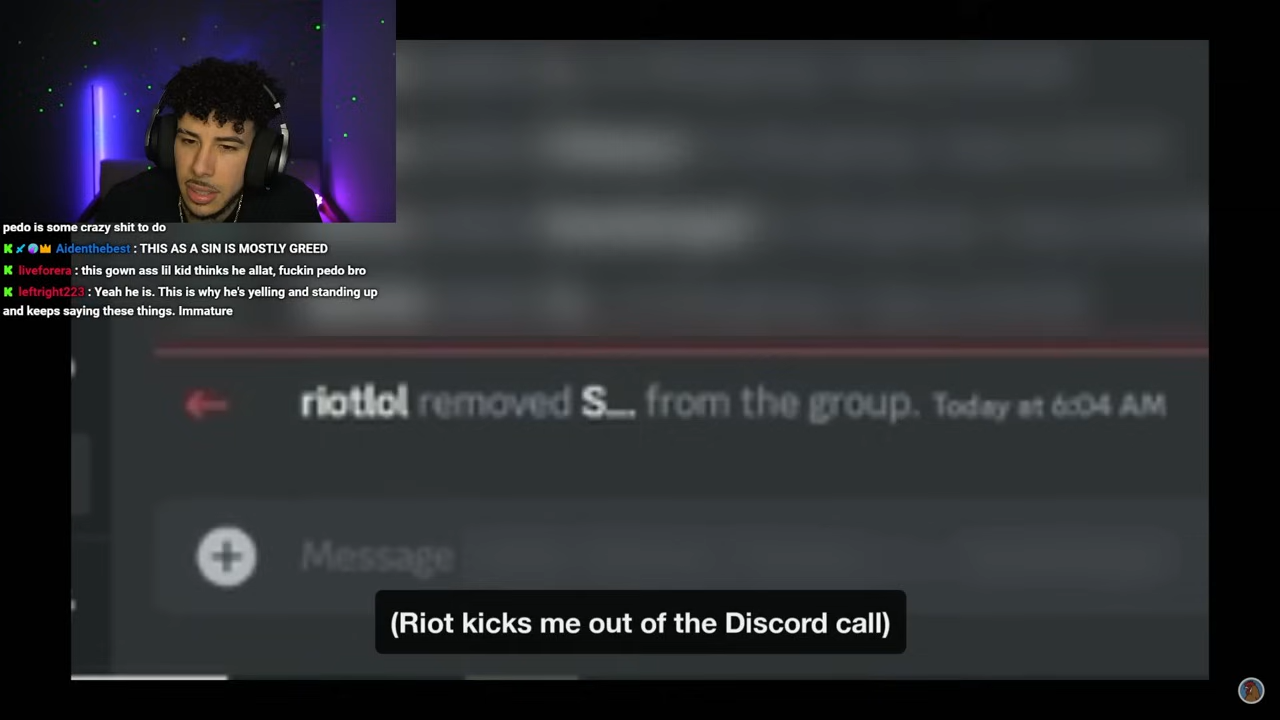 pedo is some crazy shit to do
Aidenthebest : THIS AS A SIN IS MOSTLY GREED
liveforera : this gown ass lil kid thinks he allat, fuckin pedo bro
leftright223 : Yeah he is. This is why he's yelling and standing up
and keeps saying these things. Immature
riotlol removed S... from the group. Today at 6:04 AM
Message
(Riot kicks me out of the Discord call)